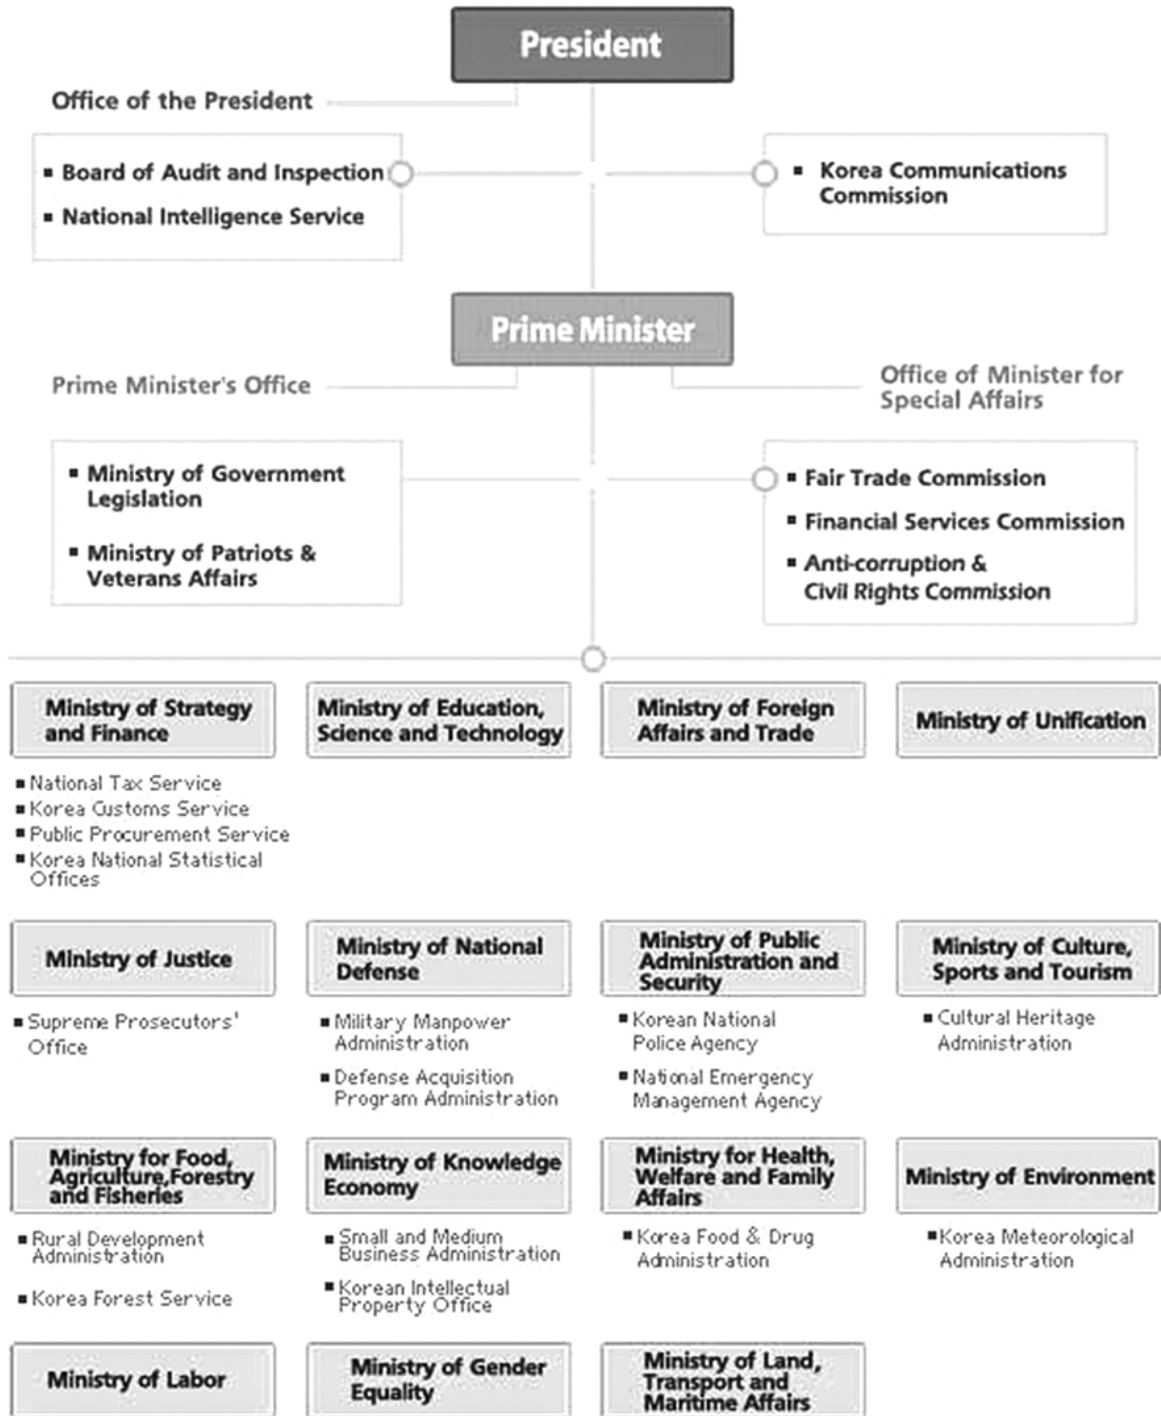 President
Office of the President
▪ Board of Audit and Inspection
▪ National Intelligence Service
▪ Korea Communications
Commission
Prime Minister
Prime Minister's Office
Office of Minister for
Special Affairs
▪ Ministry of Government
Legislation
▪ Ministry of Patriots &
Veterans Affairs
▪ Fair Trade Commission
▪ Financial Services Commission
▪ Anti-corruption &
Civil Rights Commission
Ministry of Strategy
and Finance
Ministry of Education,
Science and Technology
Ministry of Foreign
Affairs and Trade
Ministry of Unification
▪ National Tax Service
▪ Korea Customs Service
▪ Public Procurement Service
▪ Korea National Statistical
Offices
Ministry of Justice
Ministry of National
Defense
Ministry of Public
Administration and
Security
Ministry of Culture,
Sports and Tourism
▪ Supreme Prosecutors'
Office
▪ Military Manpower
Administration
▪ Defense Acquisition
Program Administration
▪ Korean National
Police Agency
▪ National Emergency
Management Agency
▪ Cultural Heritage
Administration
Ministry for Food,
Agriculture,Forestry
and Fisheries
Ministry of Knowledge
Economy
Ministry for Health,
Welfare and Family
Affairs
Ministry of Environment
▪ Rural Development
Administration
▪ Korea Forest Service
▪ Small and Medium
Business Administration
▪ Korean Intellectual
Property Office
▪ Korea Food & Drug
Administration
▪ Korea Meteorological
Administration
Ministry of Labor
Ministry of Gender
Equality
Ministry of Land,
Transport and
Maritime Affairs